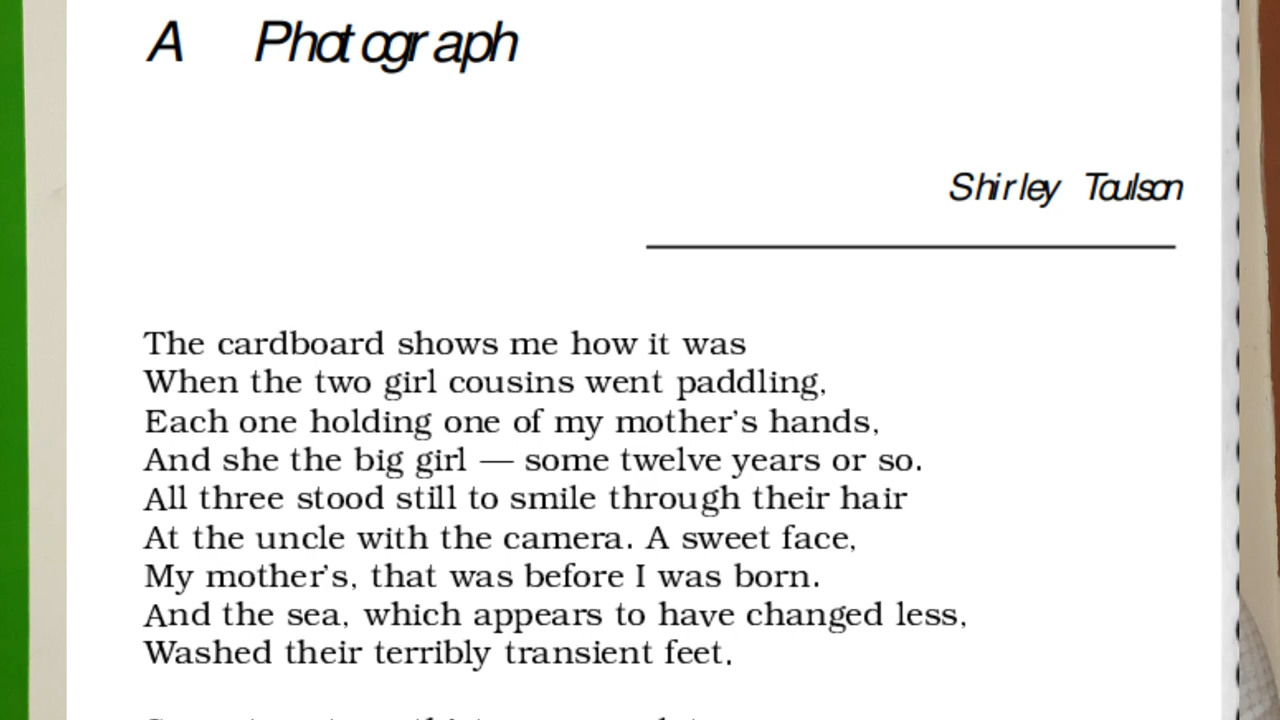 A Photograph
Shirley Toulson
The cardboard shows me how it was
When the two girl cousins went paddling,
Each one holding one of my mother's hands,
And she the big girl — some twelve years or so.
All three stood still to smile through their hair
At the uncle with the camera. A sweet face,
My mother's, that was before I was born.
And the sea, which appears to have changed less,
Washed their terribly transient feet.